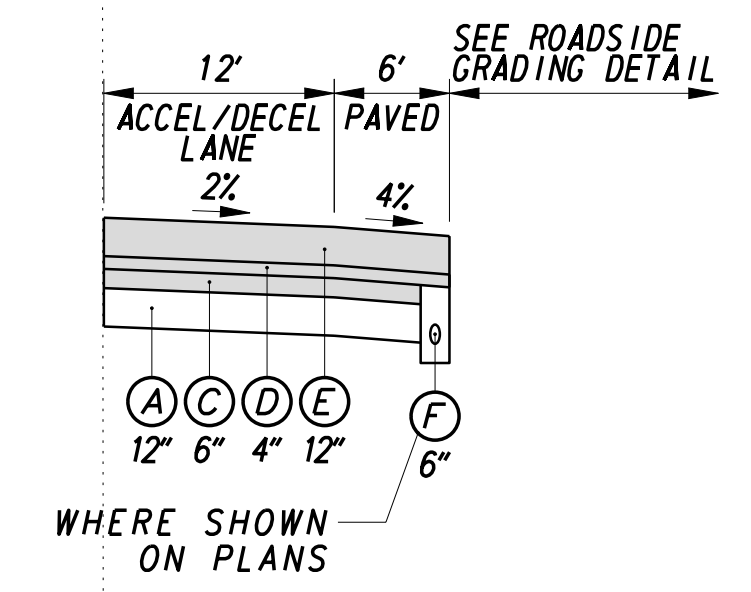 12'
6'
SEE ROADSIDE
GRADING DETAIL
ACCEL/DECEL
LANE
PAVED
2%
4%
A
C
D
E
F
12"
6"
4"
12"
6"
WHERE SHOWN
ON PLANS